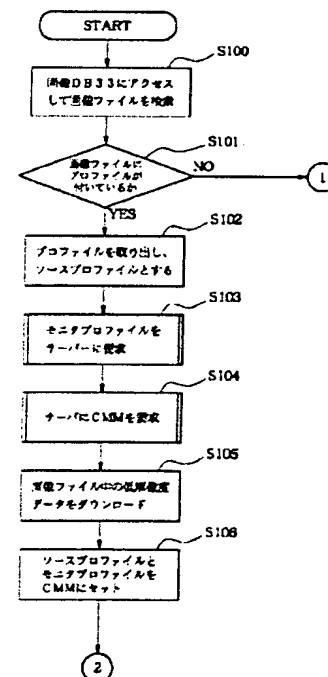 START
S100
画像DB33にアクセス
して画像ファイルを検索
S101
画像ファイルに
プロファイルが
付いているか
NO
1
YES
S102
プロファイルを取り出し、
ソースプロファイルとする
S103
モニタプロファイルを
サーバーに要求
S104
サーバにCMMを要求
S105
画像ファイル中の低解像度
データをダウンロード
S106
ソースプロファイルと
モニタプロファイルを
CMMにセット
2